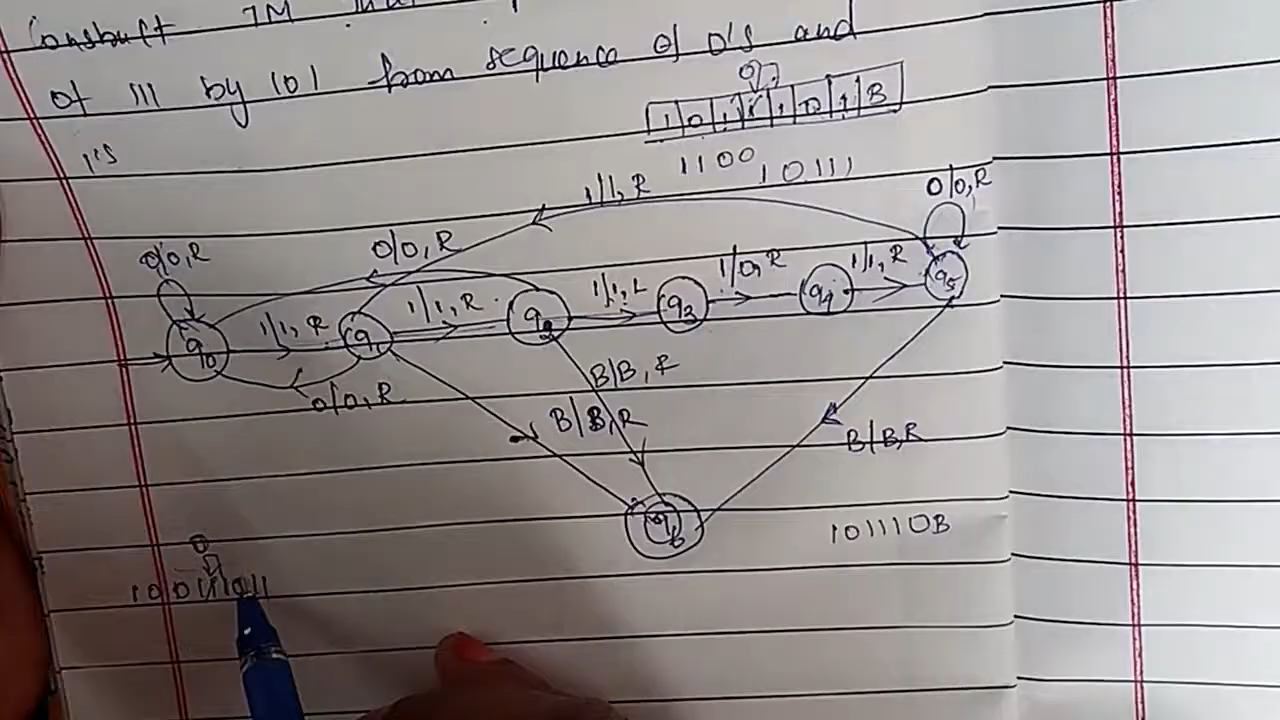 Construct TM
of 111 by 101 from sequence of 0's and
1's
1 0 1 1 1 0 1 B
1100
10111
1/1, R
0/0, R
0/0, R
0/0, R
1/1, R
1/1, R
1/1, L
1/0, R
1/1, R
q0
q1
q2
q3
q4
q5
0/0, R
B/B, R
B/B, R
B/B,R
q6
101110B